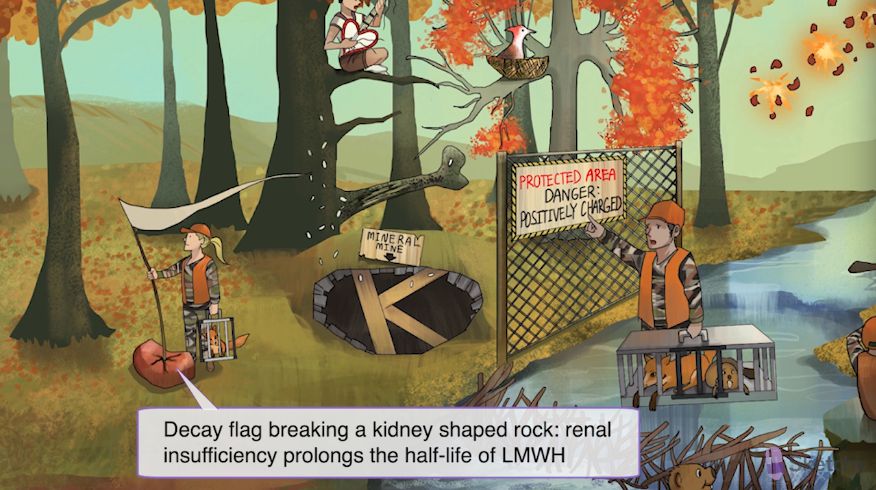 PROTECTED AREA
DANGER:
POSITIVELY CHARGED
MINERAL
MINE
Decay flag breaking a kidney shaped rock: renal
insufficiency prolongs the half-life of LMWH